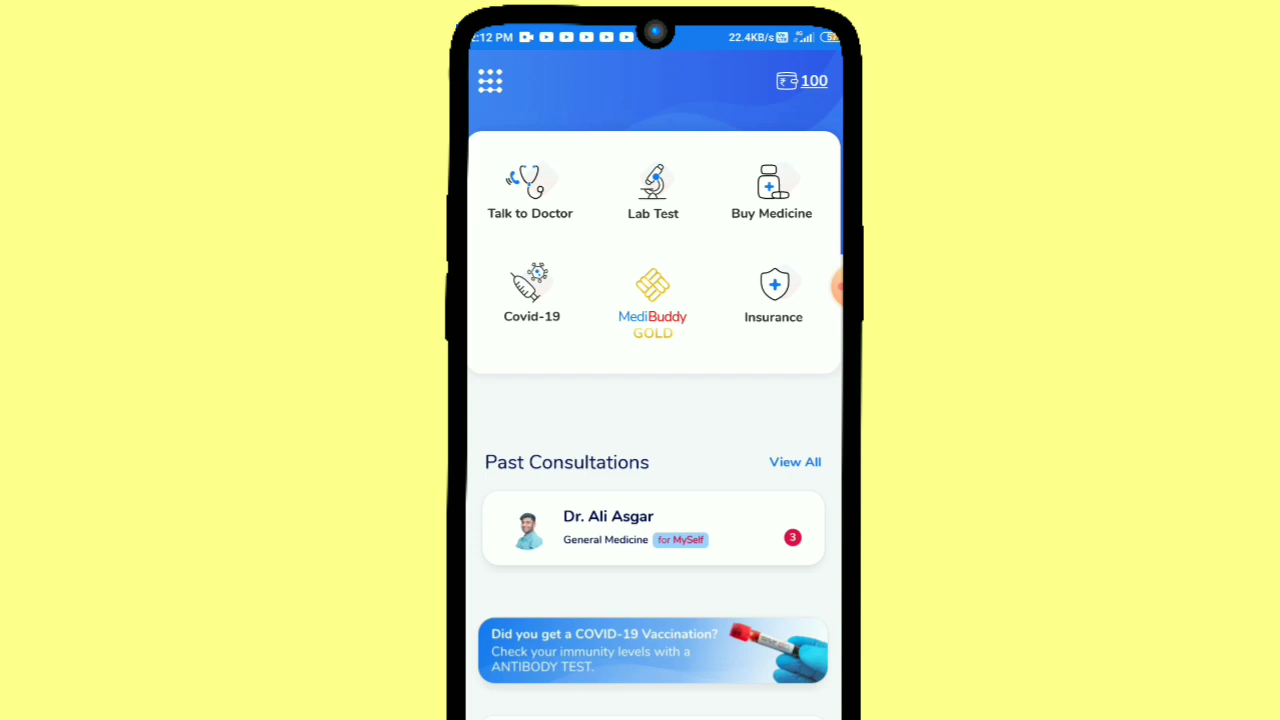 :12 PM
22.4KB/s
4G
100
Talk to Doctor
Lab Test
Buy Medicine
Covid-19
MediBuddy
GOLD
Insurance
Past Consultations
View All
Dr. Ali Asgar
General Medicine for MySelf
3
Did you get a COVID-19 Vaccination?
Check your immunity levels with a
ANTIBODY TEST.